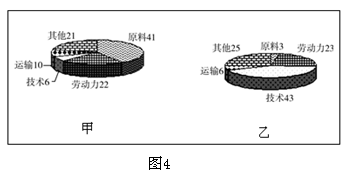 其他21
原料41
运输10
技术6
劳动力22
甲
其他25
原料3
劳动力23
运输6
技术43
乙
图4